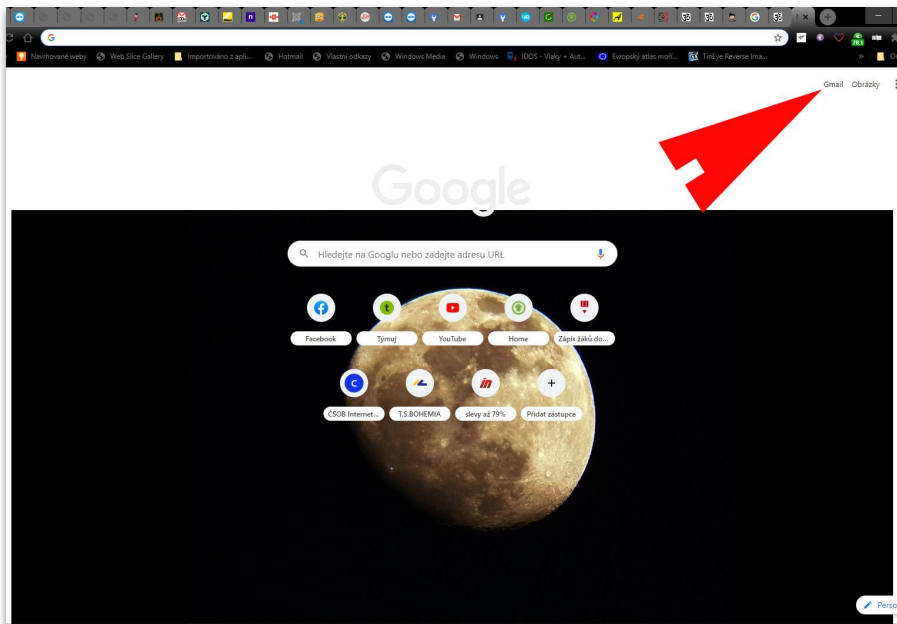 Navrhované weby Web Slice Gallery Importováno z apli... Hotmail Vlastní odkazy Windows Media Windows IDOS - Vlaky + Aut... Evropský atlas moří... TinEye Reverse Ima... »
Gmail Obrázky
Google
Hledejte na Googlu nebo zadejte adresu URL
Facebook Týmuj YouTube Home Zápis žáků do...
ČSOB Internet... T.S.BOHEMIA slevy až 79% Přidat zástupce
Perso